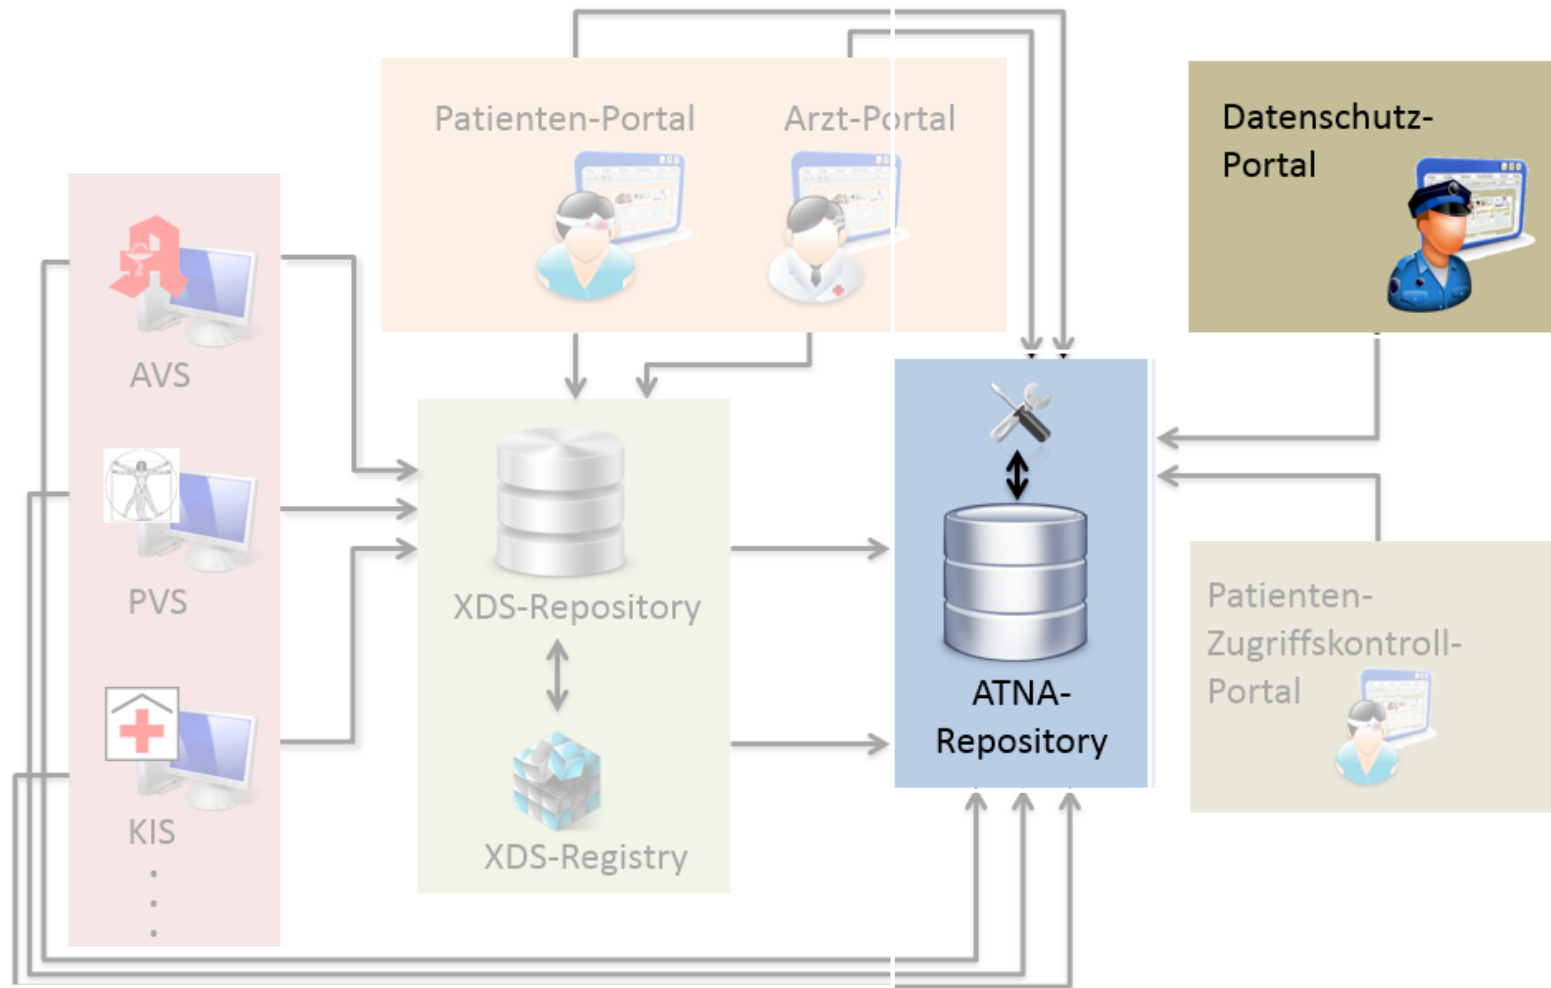 Patienten-Portal
Arzt-Portal
Datenschutz-
Portal
AVS
PVS
KIS
XDS-Repository
XDS-Registry
ATNA-
Repository
Patienten-
Zugriffskontroll-
Portal